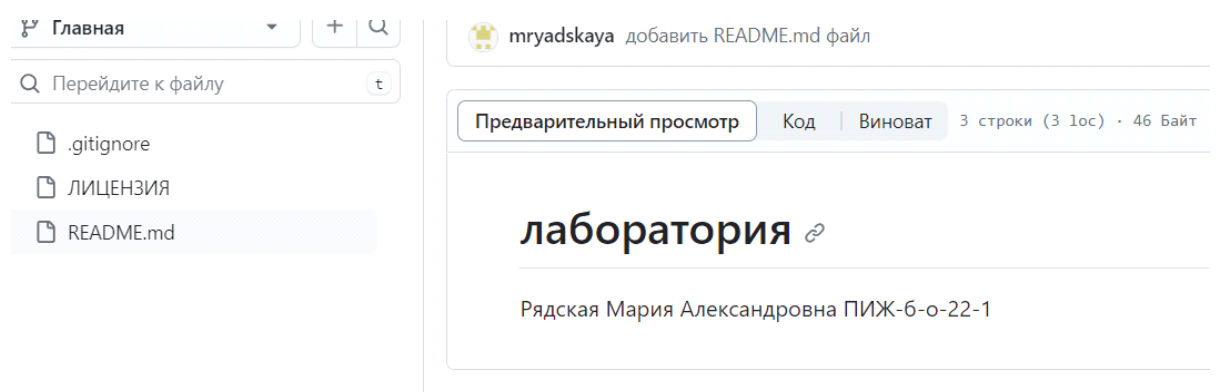 Главная
mryadskaya добавить README.md файл
Перейдите к файлу t
Предварительный просмотр Код Виноват 3 строки (3 loc) · 46 Байт
.gitignore
ЛИЦЕНЗИЯ
README.md
лаборатория
Рядская Мария Александровна ПИЖ-б-о-22-1